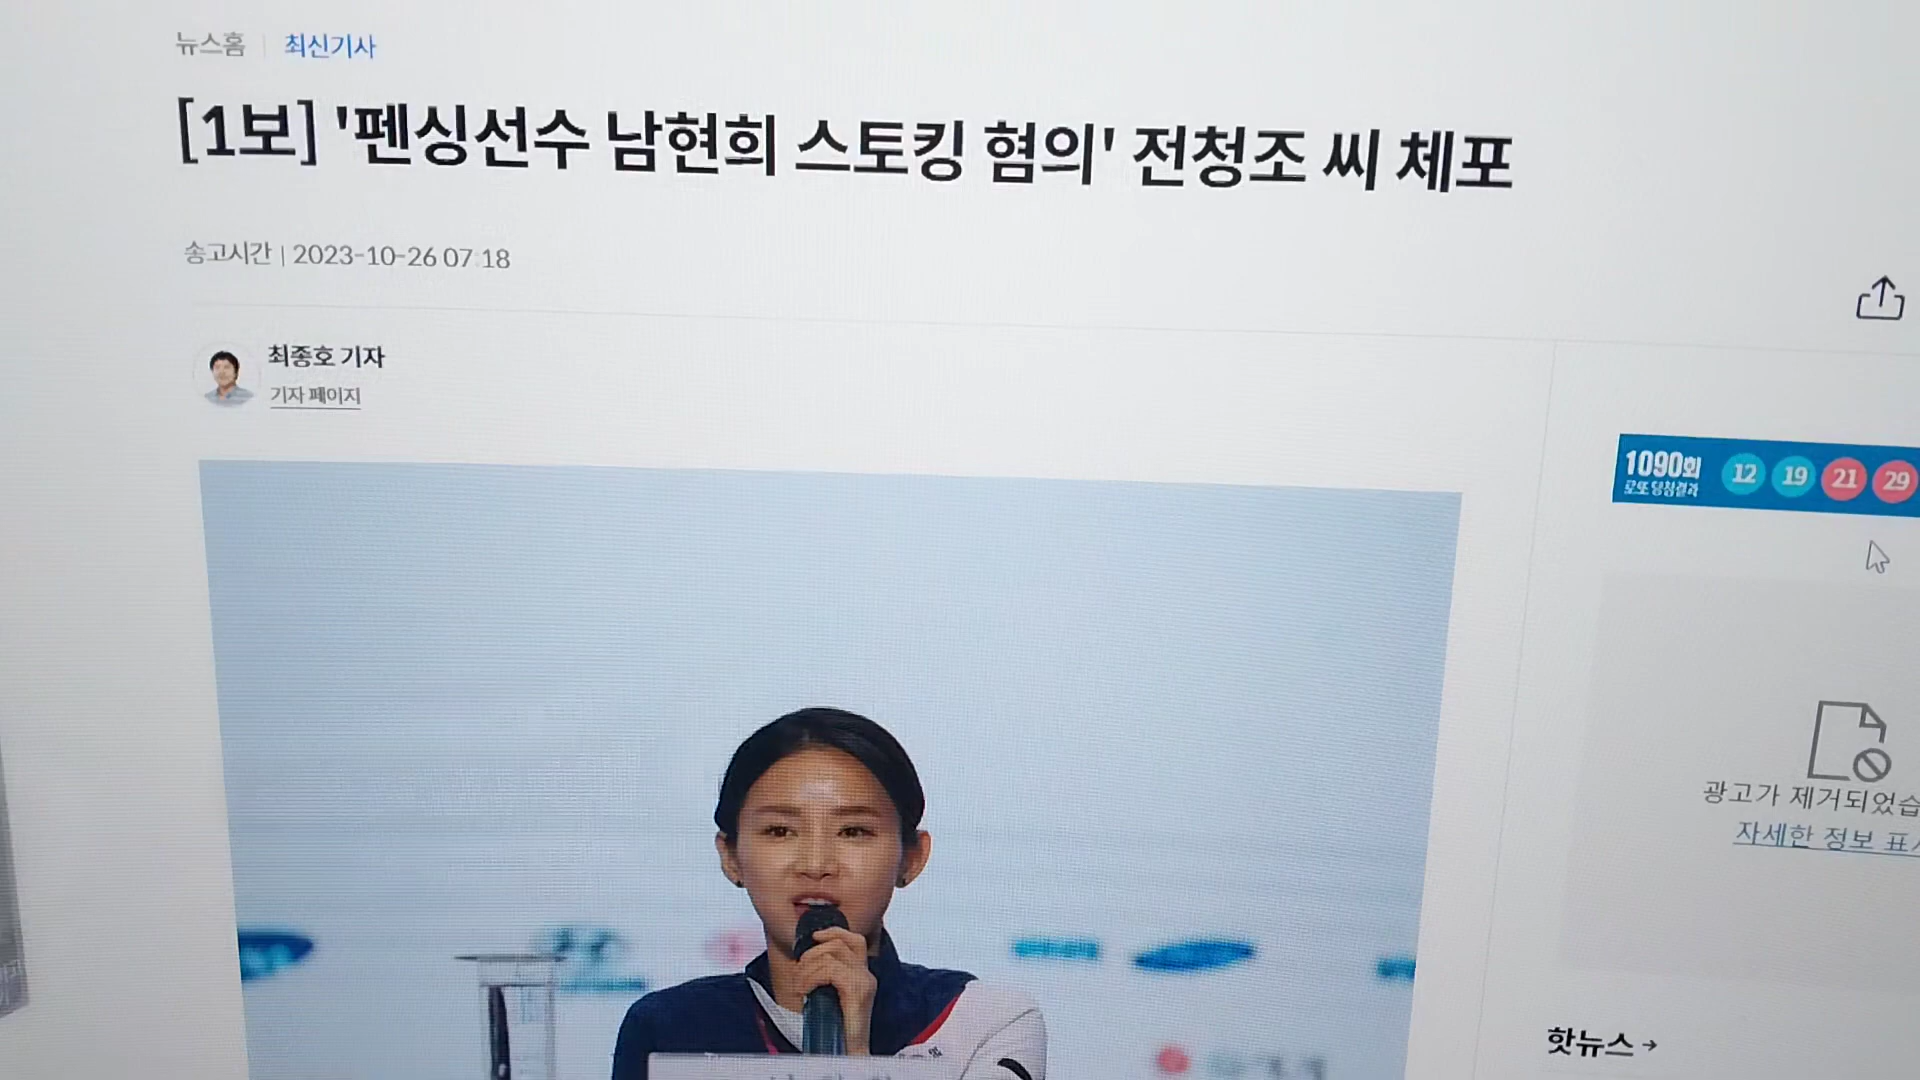 뉴스홈 | 최신기사
[1보] '펜싱선수 남현희 스토킹 혐의' 전청조 씨 체포
송고시간 | 2023-10-26 07:18
최종호 기자
기자 페이지
1090회 12 19 21 29
로또 당첨결과
광고가 제거되었습
자세한 정보 표시
핫뉴스 →